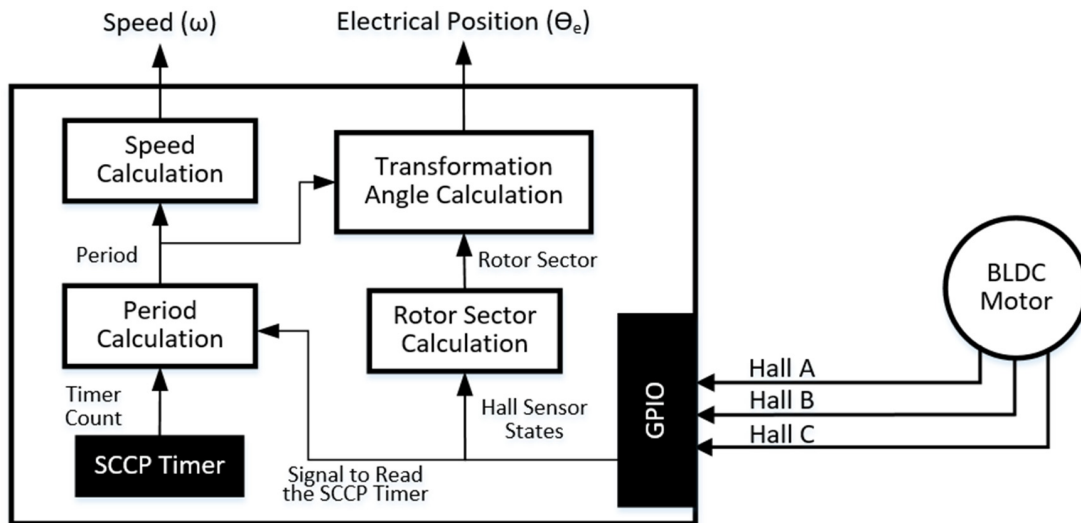 Speed (ω)
Electrical Position (Ɵₑ)
Speed
Calculation
Transformation
Angle Calculation
Period
Rotor Sector
BLDC
Motor
Period
Calculation
Rotor Sector
Calculation
Hall A
Timer
Count
Hall Sensor
States
GPIO
Hall B
Hall C
SCCP Timer
Signal to Read
the SCCP Timer